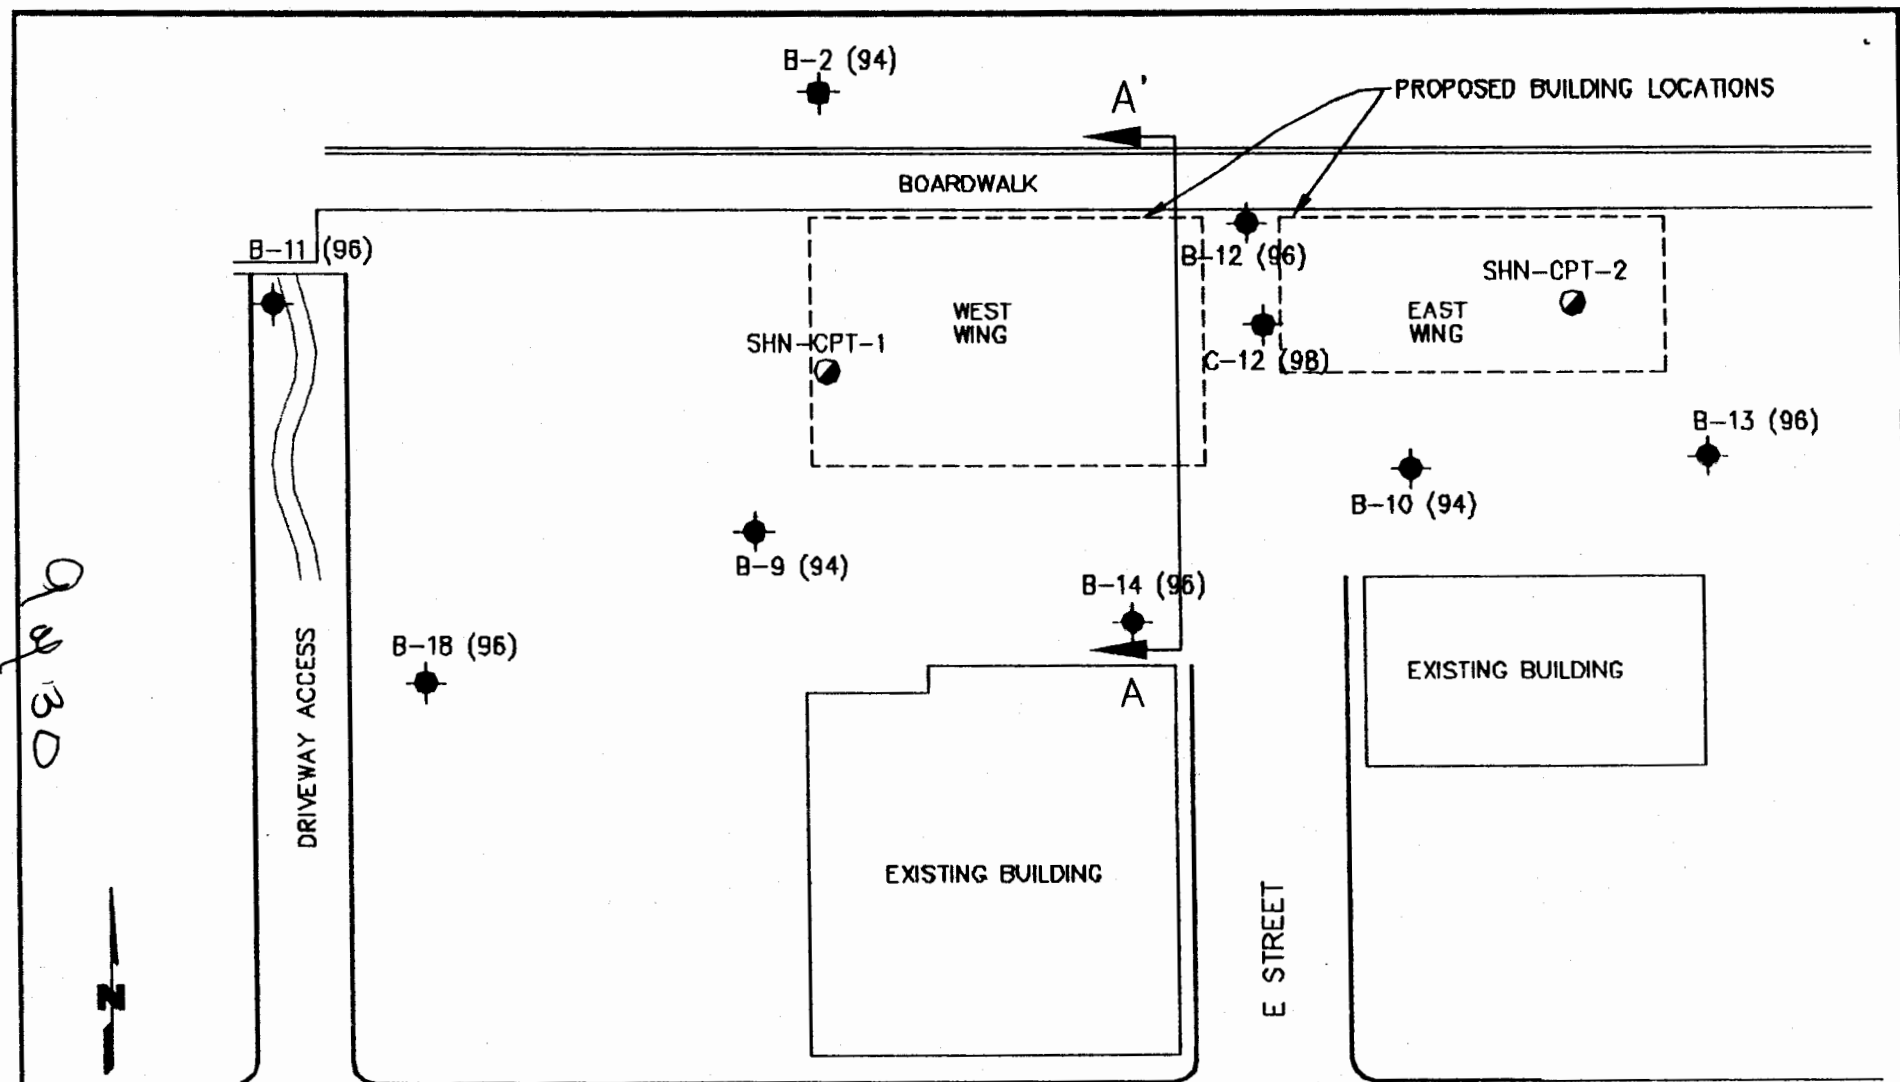 B-2 (94)
A'
PROPOSED BUILDING LOCATIONS
BOARDWALK
B-11 (96)
B-12 (96)
SHN-CPT-2
WEST
WING
EAST
WING
SHN-CPT-1
C-12 (98)
B-13 (96)
B-10 (94)
B-9 (94)
B-14 (96)
B-18 (96)
EXISTING BUILDING
A
DRIVEWAY ACCESS
EXISTING BUILDING
E STREET
N